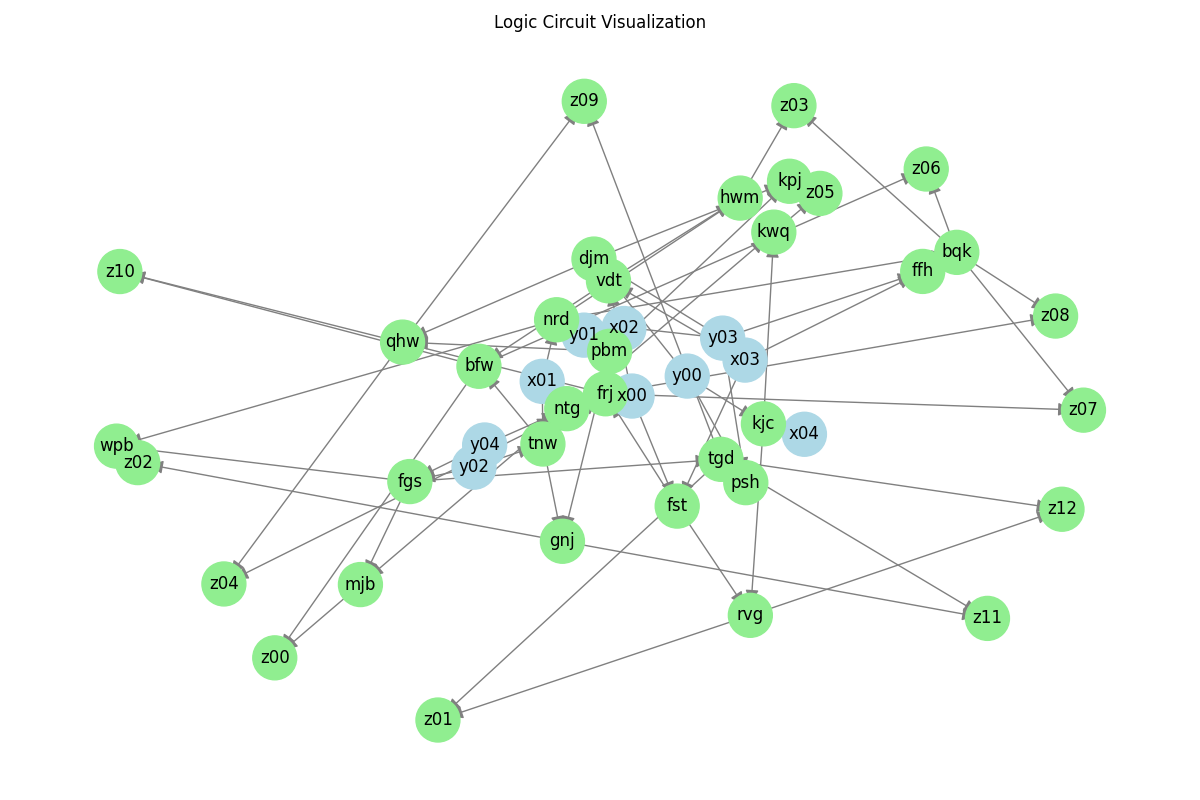 Logic Circuit Visualization
z09
z03
z06
kpj
z05
hwm
kwq
bqk
djm
ffh
z10
vdt
z08
nrd
x02
y01
y03
qhw
pbm
x03
bfw
y00
x01
frj
x00
ntg
z07
kjc
x04
y04
tnw
wpb
z02
tgd
y02
fgs
psh
fst
z12
gnj
z04
mjb
rvg
z11
z00
z01